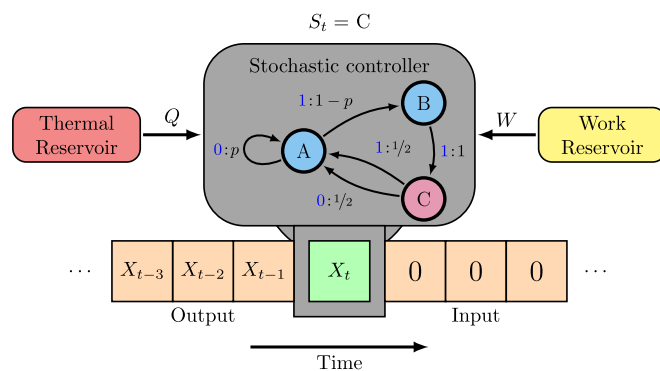 S_t = C
Stochastic controller
1:1 − p
B
Thermal
Reservoir
Q
W
Work
Reservoir
0:p
A
1:1/2
1:1
0:1/2
C
⋯ X_{t−3} X_{t−2} X_{t−1} X_t 0 0 0 ⋯
Output
Input
Time